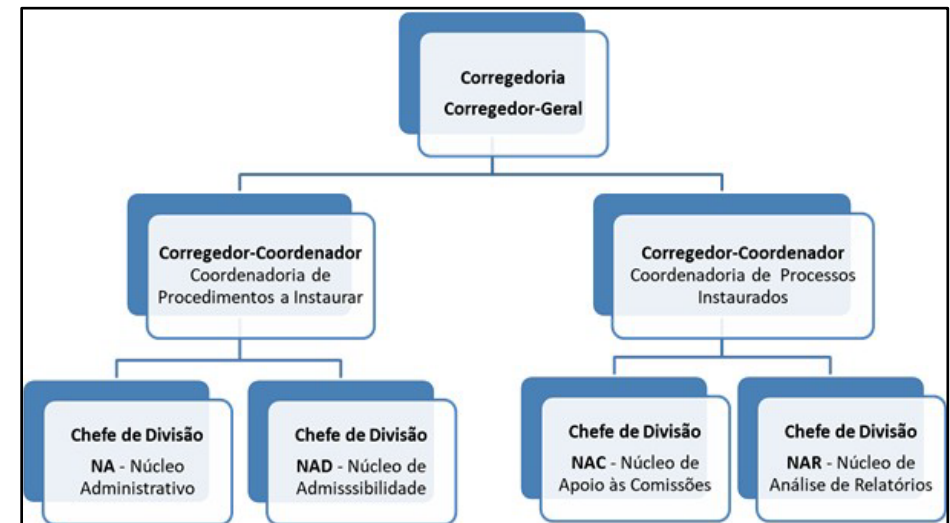 Corregedoria
Corregedor-Geral
Corregedor-Coordenador
Coordenadoria de
Procedimentos a Instaurar
Corregedor-Coordenador
Coordenadoria de Processos
Instaurados
Chefe de Divisão
NA - Núcleo
Administrativo
Chefe de Divisão
NAD - Núcleo de
Admisssibilidade
Chefe de Divisão
NAC - Núcleo de
Apoio às Comissões
Chefe de Divisão
NAR - Núcleo de
Análise de Relatórios